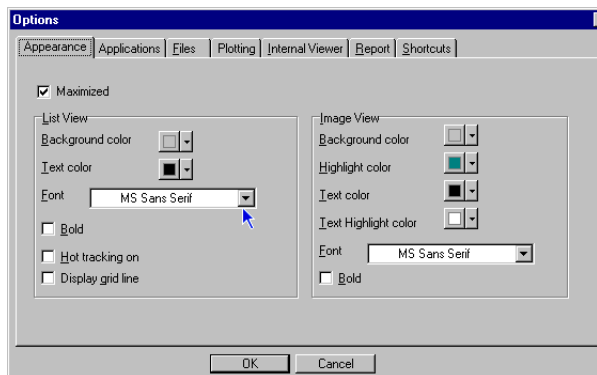 Options
Appearance Applications Files Plotting Internal Viewer Report Shortcuts
Maximized
List View
Background color
Text color
Font MS Sans Serif
Bold
Hot tracking on
Display grid line
Image View
Background color
Highlight color
Text color
Text Highlight color
Font MS Sans Serif
Bold
OK Cancel